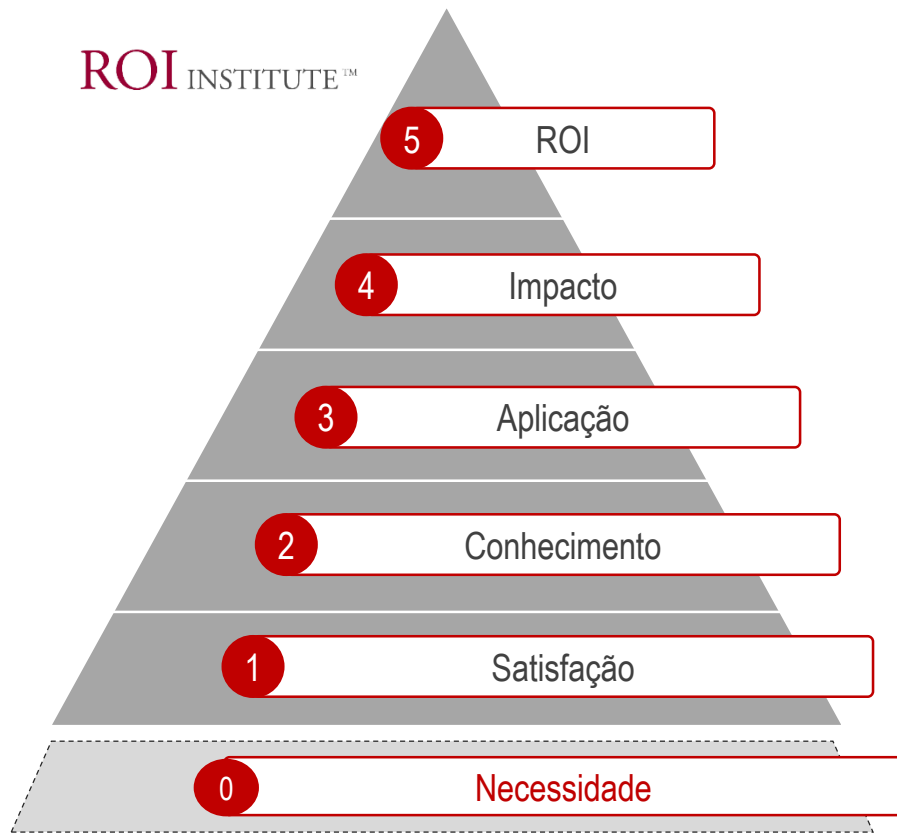 ROI INSTITUTE™
5 ROI
4 Impacto
3 Aplicação
2 Conhecimento
1 Satisfação
0 Necessidade